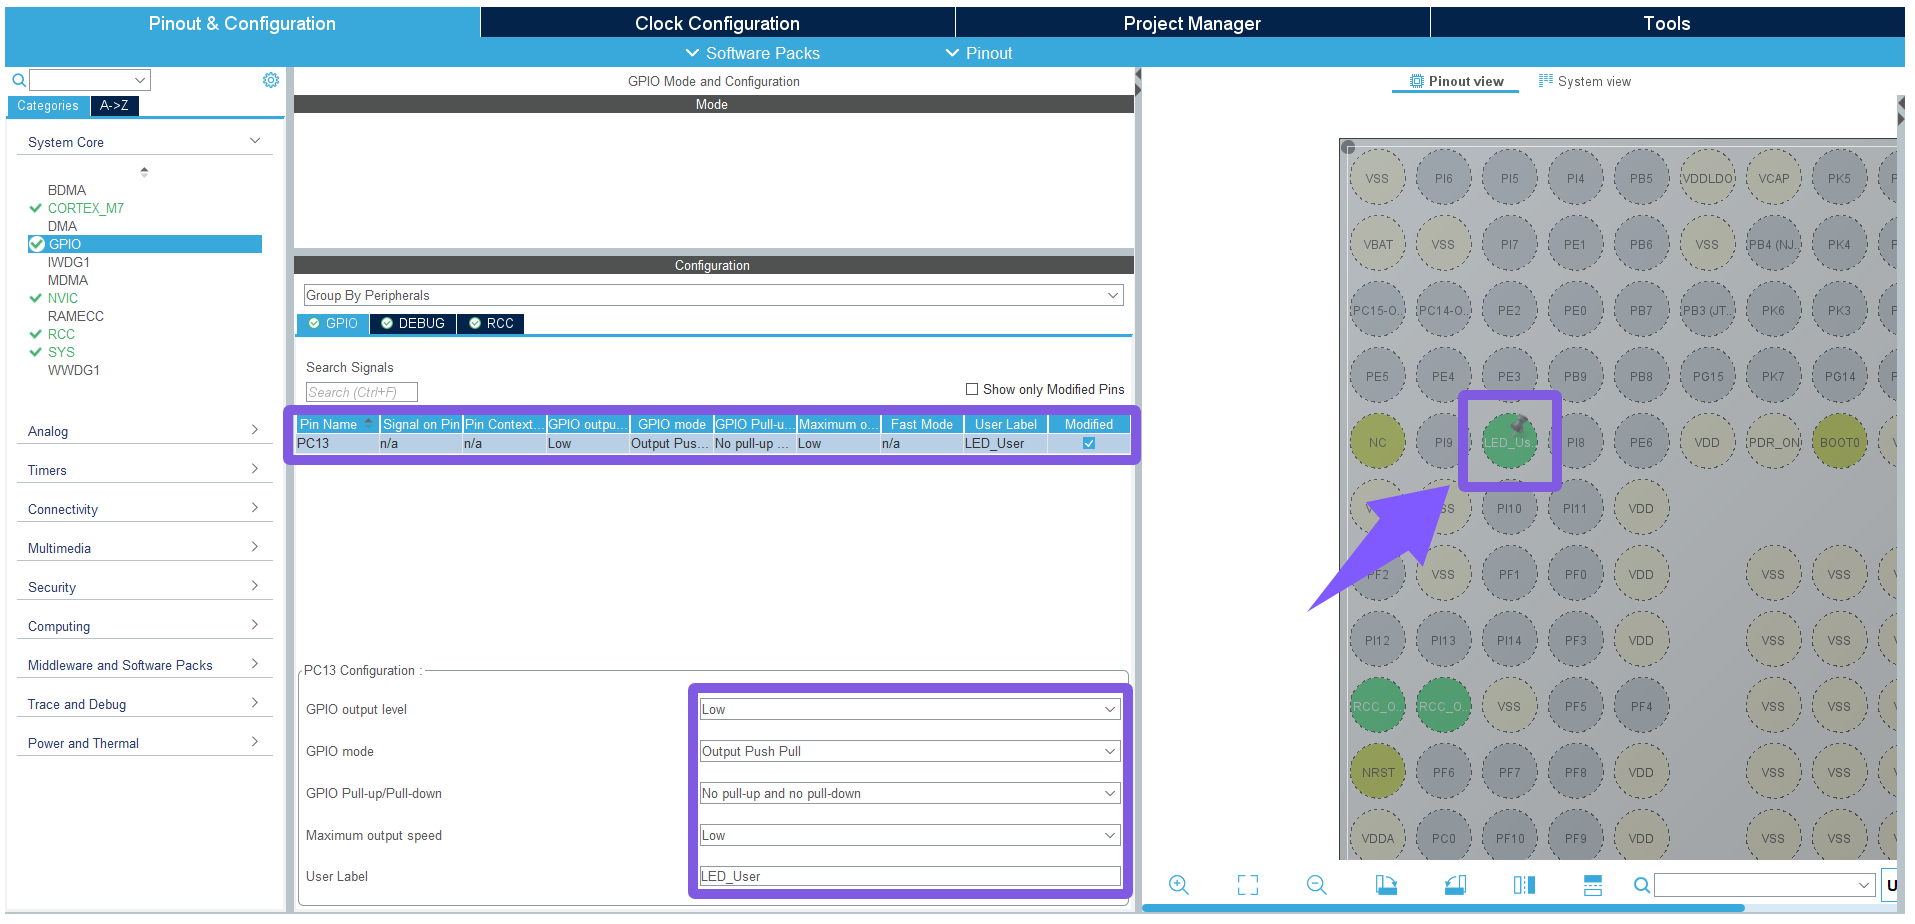 Pinout & Configuration
Clock Configuration
Project Manager
Tools
Software Packs
Pinout
Categories
A->Z
System Core
BDMA
CORTEX_M7
DMA
GPIO
IWDG1
MDMA
NVIC
RAMECC
RCC
SYS
WWDG1
Analog
Timers
Connectivity
Multimedia
Security
Computing
Middleware and Software Packs
Trace and Debug
Power and Thermal
GPIO Mode and Configuration
Mode
Configuration
Group By Peripherals
GPIO DEBUG RCC
Search Signals
Search (Ctrl+F)
Show only Modified Pins
Pin Name Signal on Pin Pin Context... GPIO outpu... GPIO mode GPIO Pull-u... Maximum o... Fast Mode User Label Modified
PC13 n/a n/a Low Output Pus... No pull-up ... Low n/a LED_User
PC13 Configuration :
GPIO output level Low
GPIO mode Output Push Pull
GPIO Pull-up/Pull-down No pull-up and no pull-down
Maximum output speed Low
User Label LED_User
Pinout view System view
VSS PI6 PI5 PI4 PB5 VDDLDO VCAP PK5
VBAT VSS PI7 PE1 PB6 VSS PB4 (NJ.. PK4
PC15-O.. PC14-O.. PE2 PE0 PB7 PB3 (JT.. PK6 PK3
PE5 PE4 PE3 PB9 PB8 PG15 PK7 PG14
NC PI9 LED_Us.. PI8 PE6 VDD PDR_ON BOOT0
PI10 PI11 VDD
PF2 VSS PF1 PF0 VDD VSS VSS
PI12 PI13 PI14 PF3 VDD VSS VSS
RCC_O.. RCC_O.. VSS PF5 PF4 VSS VSS
NRST PF6 PF7 PF8 VDD VSS VSS
VDDA PC0 PF10 PF9 VDD VSS VSS